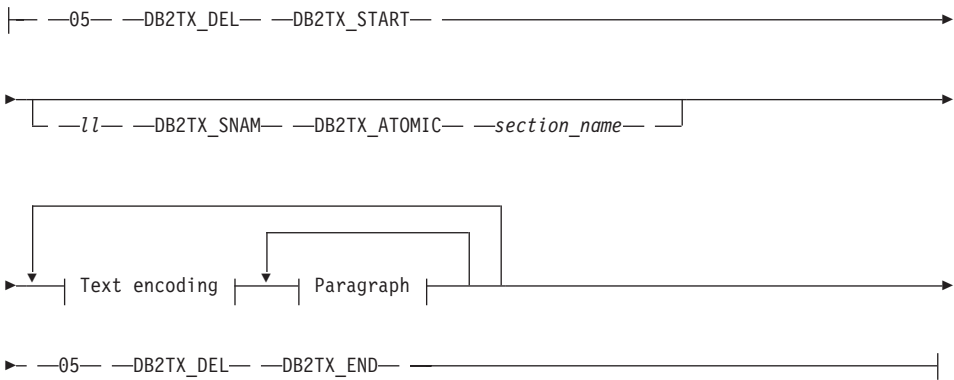 05 DB2TX_DEL DB2TX_START
ll DB2TX_SNAM DB2TX_ATOMIC section_name
Text encoding Paragraph
05 DB2TX_DEL DB2TX_END